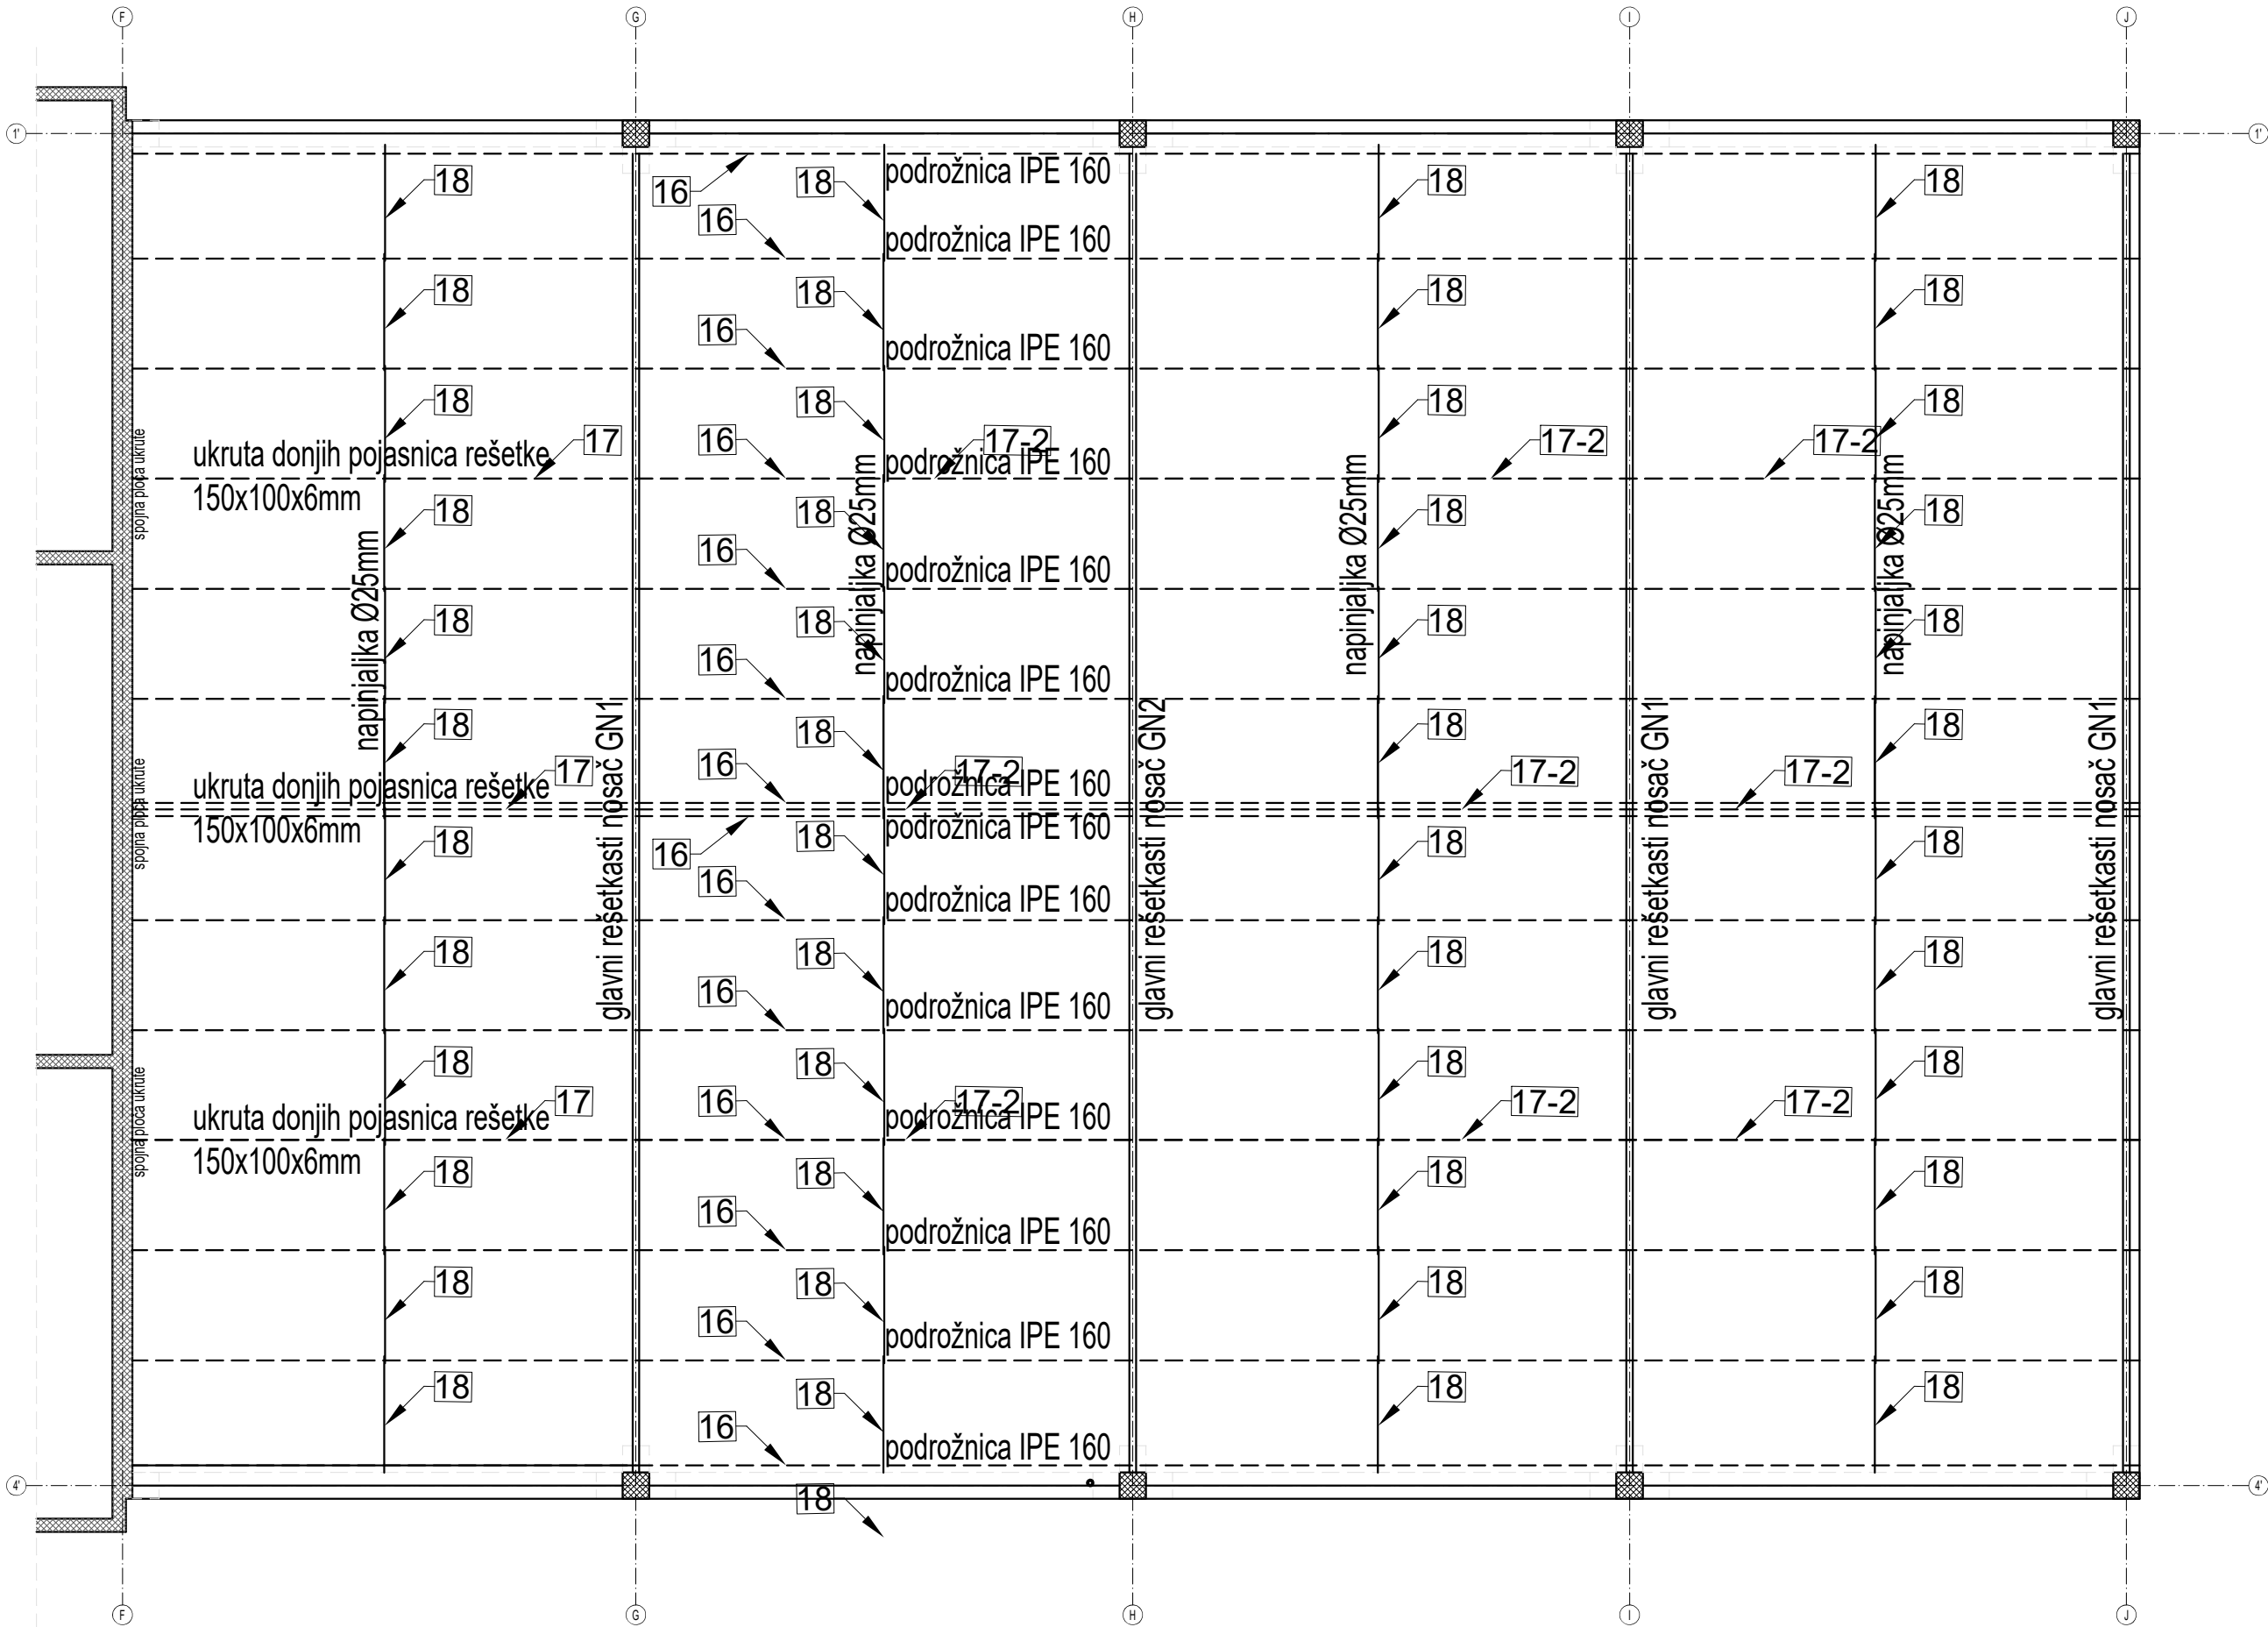 F
G
H
I
J
1'
1'
18
16
18
podrožnica IPE 160
18
18
16
podrožnica IPE 160
18
18
podrožnica IPE 160
18
18
16
18
18
podrožnica IPE 160
18
18
spojna ploča ukrute
ukruta donjih pojasnica rešetke
17
16
17-2
17-2
17-2
150x100x6mm
napinjaljka Ø25mm
napinjaljka Ø25mm
napinjaljka Ø25mm
napinjaljka Ø25mm
18
18
podrožnica IPE 160
18
18
16
18
18
podrožnica IPE 160
18
18
16
18
18
podrožnica IPE 160
18
18
glavni rešetkasti nosač GN1
glavni rešetkasti nosač GN2
glavni rešetkasti nosač GN1
glavni rešetkasti nosač GN1
spojna ploča ukrute
ukruta donjih pojasnica rešetke
17
16
17-2
17-2
17-2
150x100x6mm
18
16
18
podrožnica IPE 160
18
18
16
podrožnica IPE 160
18
18
podrožnica IPE 160
18
18
16
18
18
18
18
spojna ploča ukrute
ukruta donjih pojasnica rešetke
17
16
17-2
podrožnica IPE 160
17-2
17-2
150x100x6mm
18
18
podrožnica IPE 160
18
18
16
18
18
podrožnica IPE 160
18
18
16
18
18
podrožnica IPE 160
18
18
16
podrožnica IPE 160
4'
18
4'
F
G
H
I
J